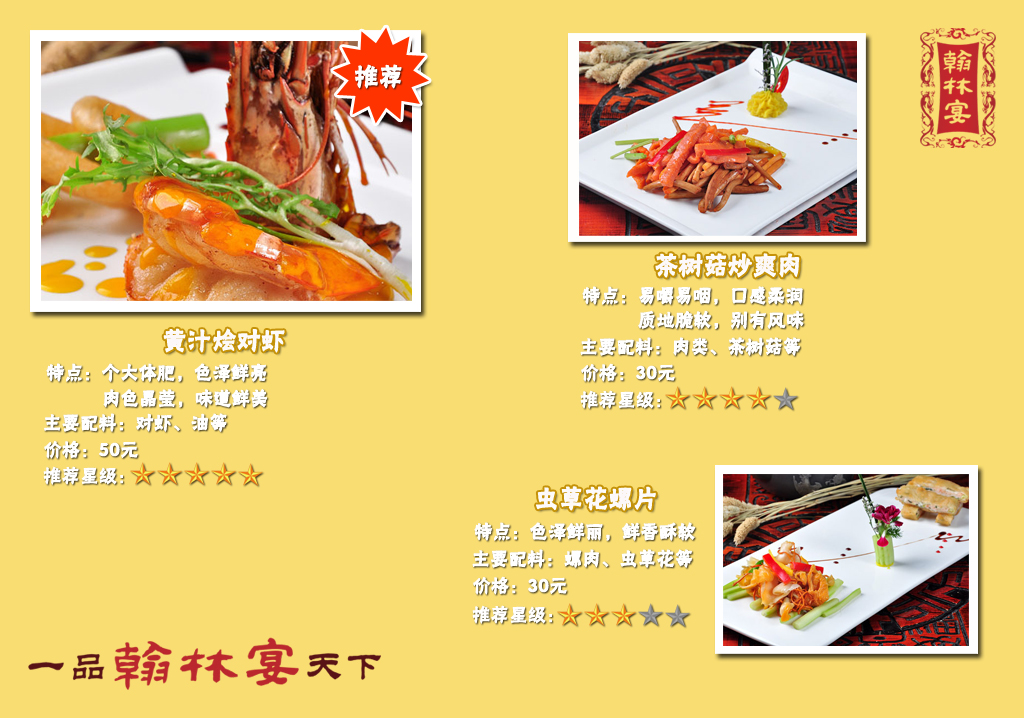 推荐
黄汁烩对虾
特点：个大体肥，色泽鲜亮
肉色晶莹，味道鲜美
主要配料：对虾、油等
价格：50元
推荐星级：
翰林宴
茶树菇炒爽肉
特点：易嚼易咽，口感柔润
质地脆软，别有风味
主要配料：肉类、茶树菇等
价格：30元
推荐星级：
虫草花螺片
特点：色泽鲜丽，鲜香酥软
主要配料：螺肉、虫草花等
价格：30元
推荐星级：
一品翰林宴天下